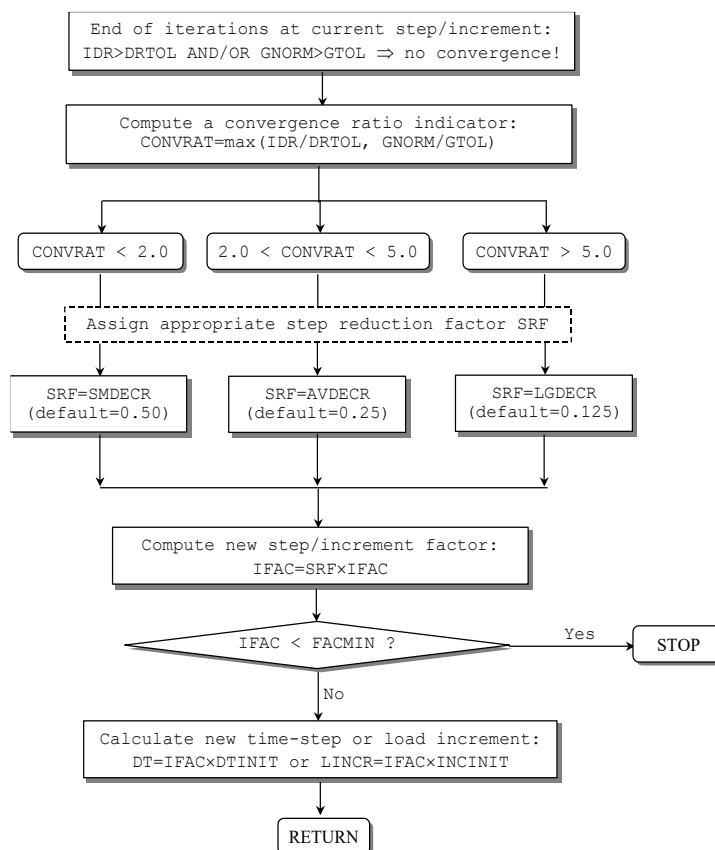 End of iterations at current step/increment:
IDR>DRTOL AND/OR GNORM>GTOL ⇒ no convergence!
Compute a convergence ratio indicator:
CONVRAT=max(IDR/DRTOL, GNORM/GTOL)
CONVRAT < 2.0
2.0 < CONVRAT < 5.0
CONVRAT > 5.0
Assign appropriate step reduction factor SRF
SRF=SMDECR
(default=0.50)
SRF=AVDECR
(default=0.25)
SRF=LGDECR
(default=0.125)
Compute new step/increment factor:
IFAC=SRF×IFAC
IFAC < FACMIN ?
Yes
STOP
No
Calculate new time-step or load increment:
DT=IFAC×DTINIT or LINCR=IFAC×INCINIT
RETURN